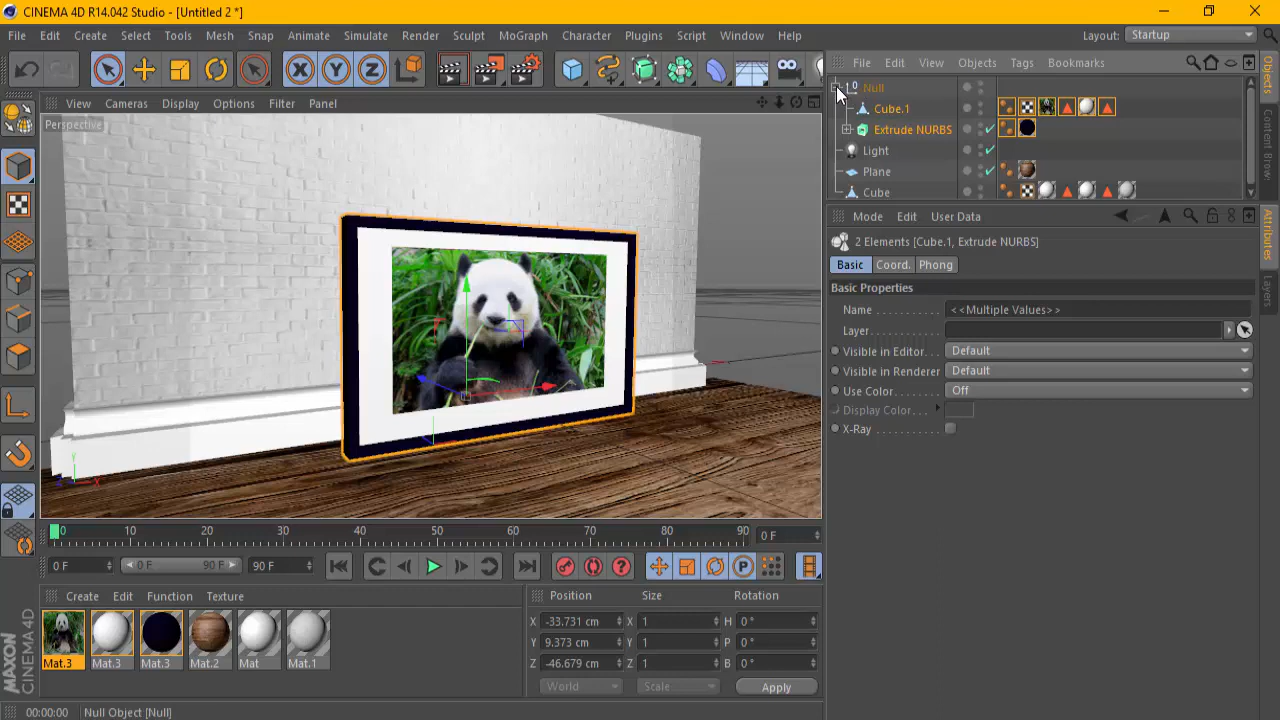 CINEMA 4D R14.042 Studio - [Untitled 2 *]
File Edit Create Select Tools Mesh Snap Animate Simulate Render Sculpt MoGraph Character Plugins Script Window Help Layout: Startup
View Cameras Display Options Filter Panel
Perspective
File Edit View Objects Tags Bookmarks
Null
Cube.1
Extrude NURBS
Light
Plane
Cube
Mode Edit User Data
2 Elements [Cube.1, Extrude NURBS]
Basic Coord. Phong
Basic Properties
Name <<Multiple Values>>
Layer
Visible in Editor Default
Visible in Renderer Default
Use Color Off
Display Color
X-Ray
Objects
Content Brow
Attributes
Layers
0 10 20 30 40 50 60 70 80 90 0 F
0 F 0 F 90 F 90 F
Create Edit Function Texture
Mat.3 Mat.3 Mat.3 Mat.2 Mat Mat.1
Position Size Rotation
X -33.731 cm X 1 H 0 °
Y 9.373 cm Y 1 P 0 °
Z -46.679 cm Z 1 B 0 °
World Scale Apply
MAXON CINEMA 4D
00:00:00 Null Object [Null]